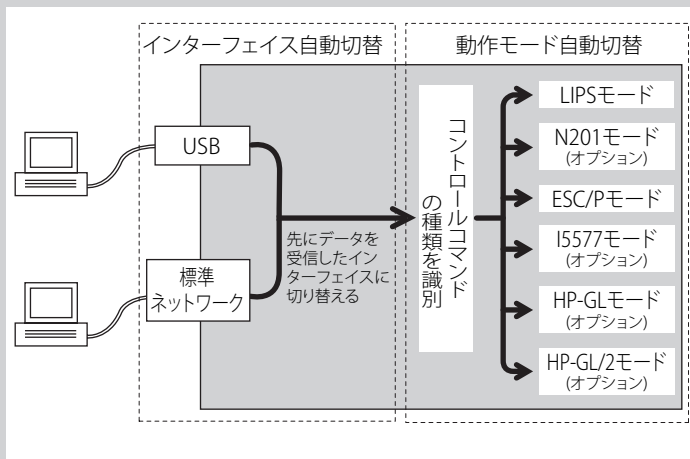 インターフェイス自動切替
動作モード自動切替
USB
標準
ネットワーク
先にデータを
受信したイン
ターフェイスに
切り替える
コントロールコマンド
の種類を識別
LIPSモード
N201モード
(オプション)
ESC/Pモード
I5577モード
(オプション)
HP-GLモード
(オプション)
HP-GL/2モード
(オプション)